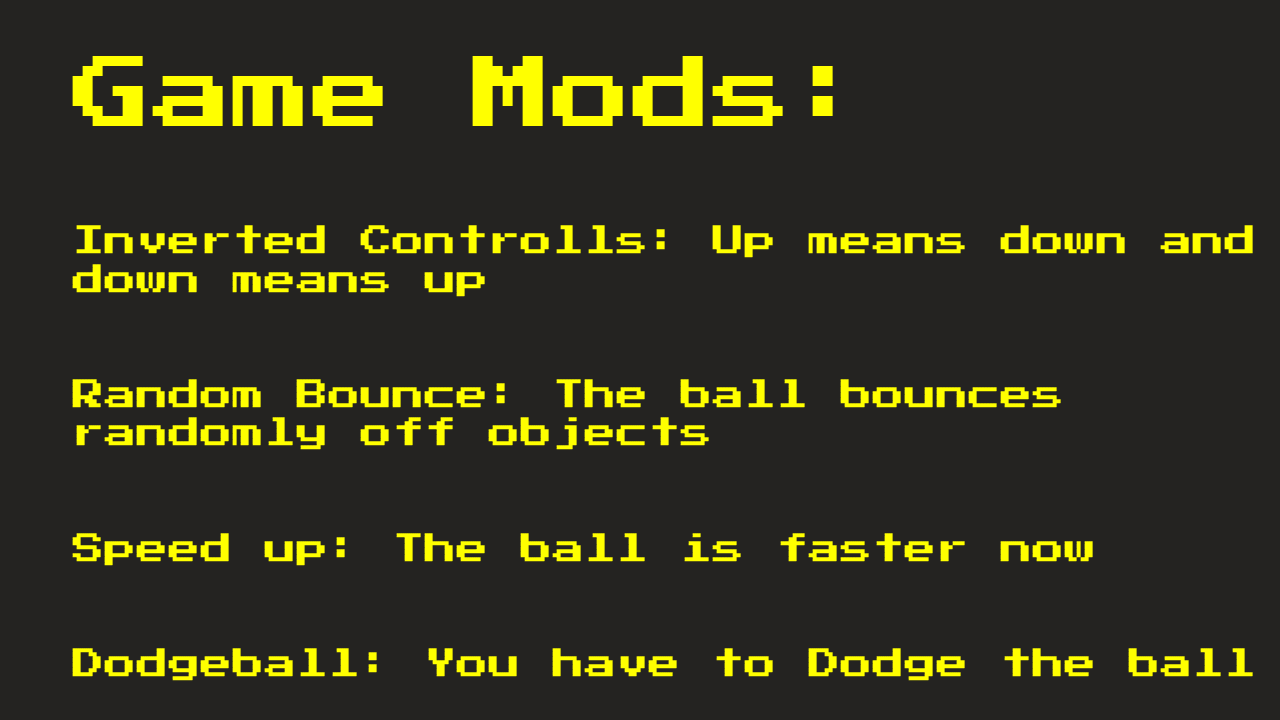 Game Mods:
Inverted Controlls: Up means down and
down means up
Random Bounce: The ball bounces
randomly off objects
Speed up: The ball is faster now
Dodgeball: You have to Dodge the ball